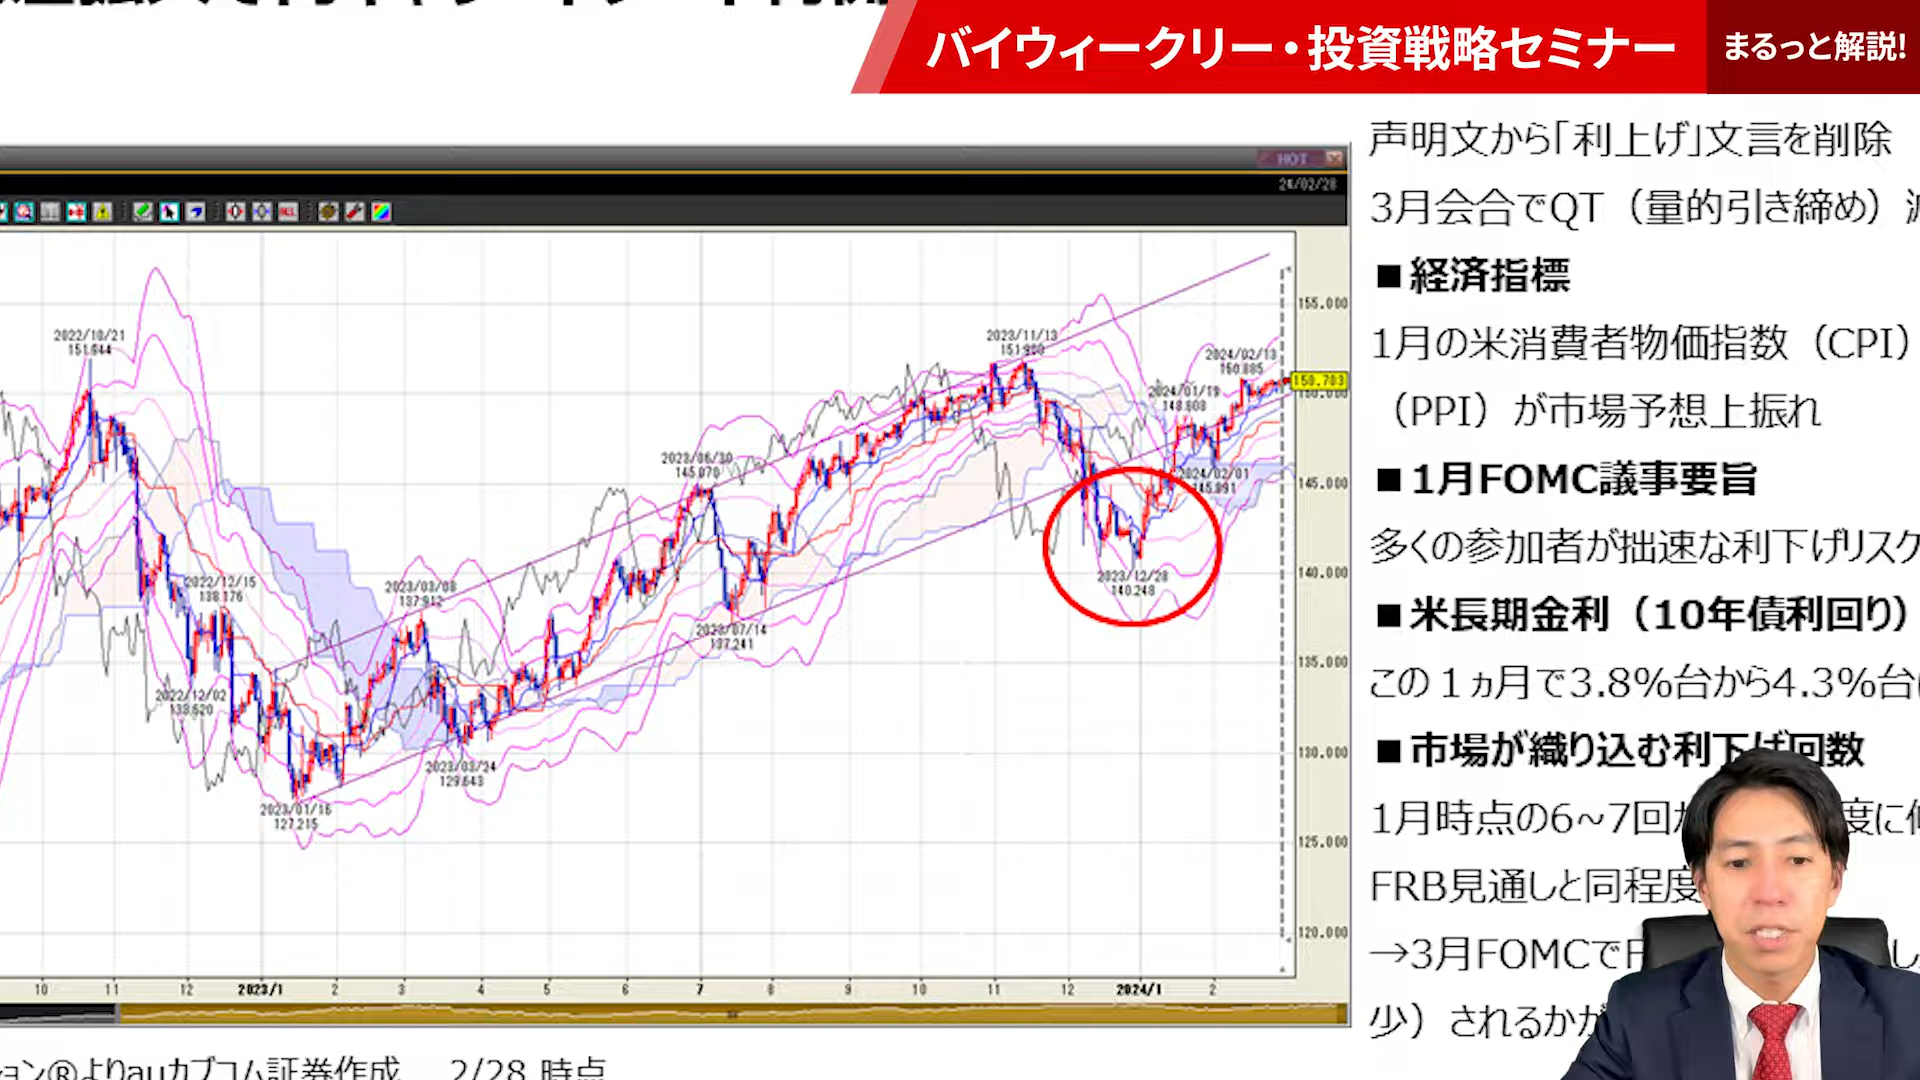 バイウィークリー・投資戦略セミナー
まるっと解説!
HOT
24/02/28
声明文から「利上げ」文言を削除
3月会合でQT（量的引き締め）
■経済指標
1月の米消費者物価指数（CPI）
（PPI）が市場予想上振れ
■1月FOMC議事要旨
多くの参加者が拙速な利下げリスク
■米長期金利（10年債利回り）
この1ヵ月で3.8%台から4.3%台
■市場が織り込む利下げ回数
1月時点の6~7回
度に
FRB見通しと同程度
→3月FOMCで
し
少）されるかが
2022/10/21
151.944
2022/12/15
138.176
2022/12/02
133.620
2023/01/16
127.215
2023/03/08
137.912
2023/03/24
129.643
2023/06/30
145.070
2023/07/14
137.241
2023/11/13
151.908
2023/12/28
140.248
2024/01/19
148.808
2024/02/01
145.891
2024/02/13
150.885
155.000
150.703
150.000
145.000
140.000
135.000
130.000
125.000
120.000
10 11 12 2023/1 2 3 4 5 6 7 8 9 10 11 12 2024/1 2
ョン®よりauカブコム証券作成 2/28 時点